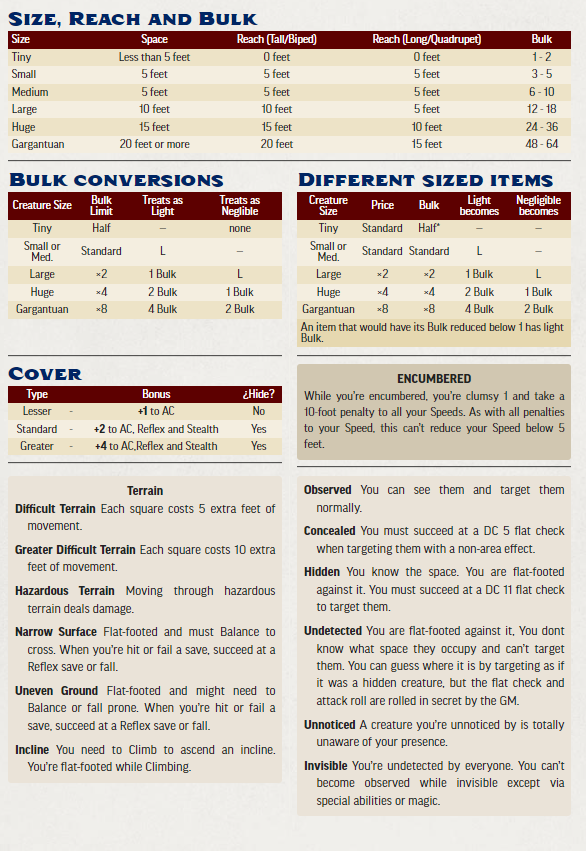 SIZE, REACH AND BULK
Size Space Reach (Tall/Biped) Reach (Long/Quadrupet) Bulk
Tiny Less than 5 feet 0 feet 0 feet 1 - 2
Small 5 feet 5 feet 5 feet 3 - 5
Medium 5 feet 5 feet 5 feet 6 - 10
Large 10 feet 10 feet 5 feet 12 - 18
Huge 15 feet 15 feet 10 feet 24 - 36
Gargantuan 20 feet or more 20 feet 15 feet 48 - 64
BULK CONVERSIONS
Creature Size Bulk Limit Treats as Light Treats as Neglible
Tiny Half – none
Small or Med. Standard L –
Large ×2 1 Bulk L
Huge ×4 2 Bulk 1 Bulk
Gargantuan ×8 4 Bulk 2 Bulk
DIFFERENT SIZED ITEMS
Creature Size Price Bulk Light becomes Negligible becomes
Tiny Standard Half* – –
Small or Med. Standard Standard L –
Large ×2 ×2 1 Bulk L
Huge ×4 ×4 2 Bulk 1 Bulk
Gargantuan ×8 ×8 4 Bulk 2 Bulk
An item that would have its Bulk reduced below 1 has light
Bulk.
COVER
Type Bonus ¿Hide?
Lesser - +1 to AC No
Standard - +2 to AC, Reflex and Stealth Yes
Greater - +4 to AC,Reflex and Stealth Yes
ENCUMBERED
While you're encumbered, you're clumsy 1 and take a
10-foot penalty to all your Speeds. As with all penalties
to your Speed, this can't reduce your Speed below 5
feet.
Terrain
Difficult Terrain Each square costs 5 extra feet of
movement.
Greater Difficult Terrain Each square costs 10 extra
feet of movement.
Hazardous Terrain Moving through hazardous
terrain deals damage.
Narrow Surface Flat-footed and must Balance to
cross. When you're hit or fail a save, succeed at a
Reflex save or fall.
Uneven Ground Flat-footed and might need to
Balance or fall prone. When you're hit or fail a
save, succeed at a Reflex save or fall.
Incline You need to Climb to ascend an incline.
You're flat-footed while Climbing.
Observed You can see them and target them
normally.
Concealed You must succeed at a DC 5 flat check
when targeting them with a non-area effect.
Hidden You know the space. You are flat-footed
against it. You must succeed at a DC 11 flat check
to target them.
Undetected You are flat-footed against it, You dont
know what space they occupy and can't target
them. You can guess where it is by targeting as if
it was a hidden creature, but the flat check and
attack roll are rolled in secret by the GM.
Unnoticed A creature you're unnoticed by is totally
unaware of your presence.
Invisible You're undetected by everyone. You can't
become observed while invisible except via
special abilities or magic.